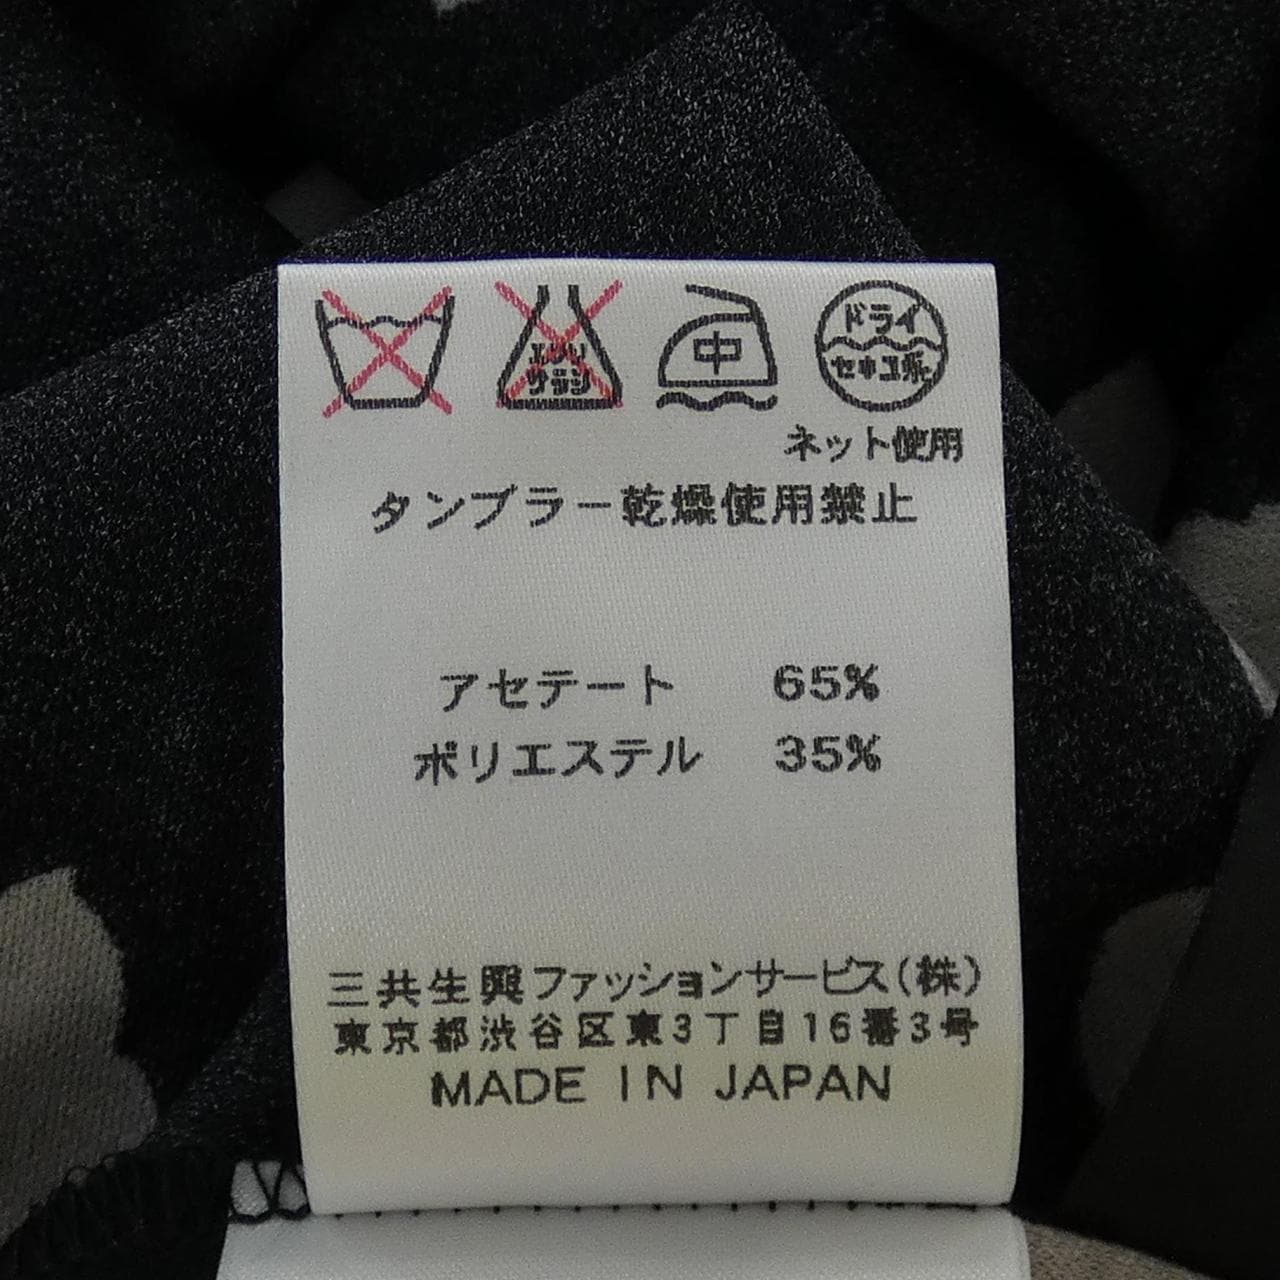 エンソ
サラシ
中
ドライ
セキユ系
ネット使用
タンブラー乾燥使用禁止
アセテート 65%
ポリエステル 35%
三共生興ファッションサービス(株)
東京都渋谷区東3丁目16番3号
MADE IN JAPAN